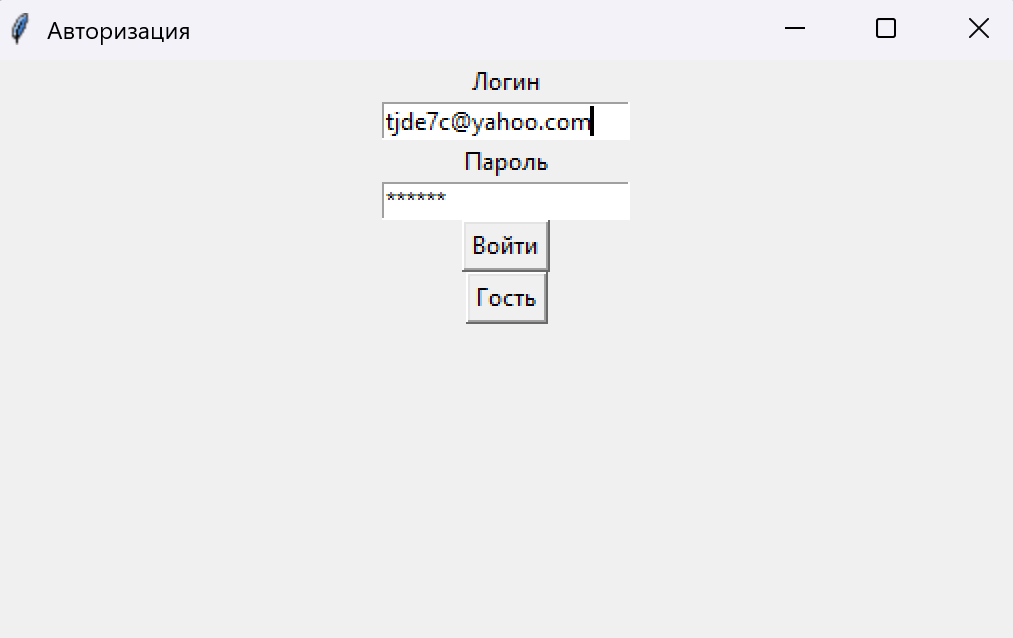 Авторизация
Логин
tjde7c@yahoo.com
Пароль
******
Войти
Гость